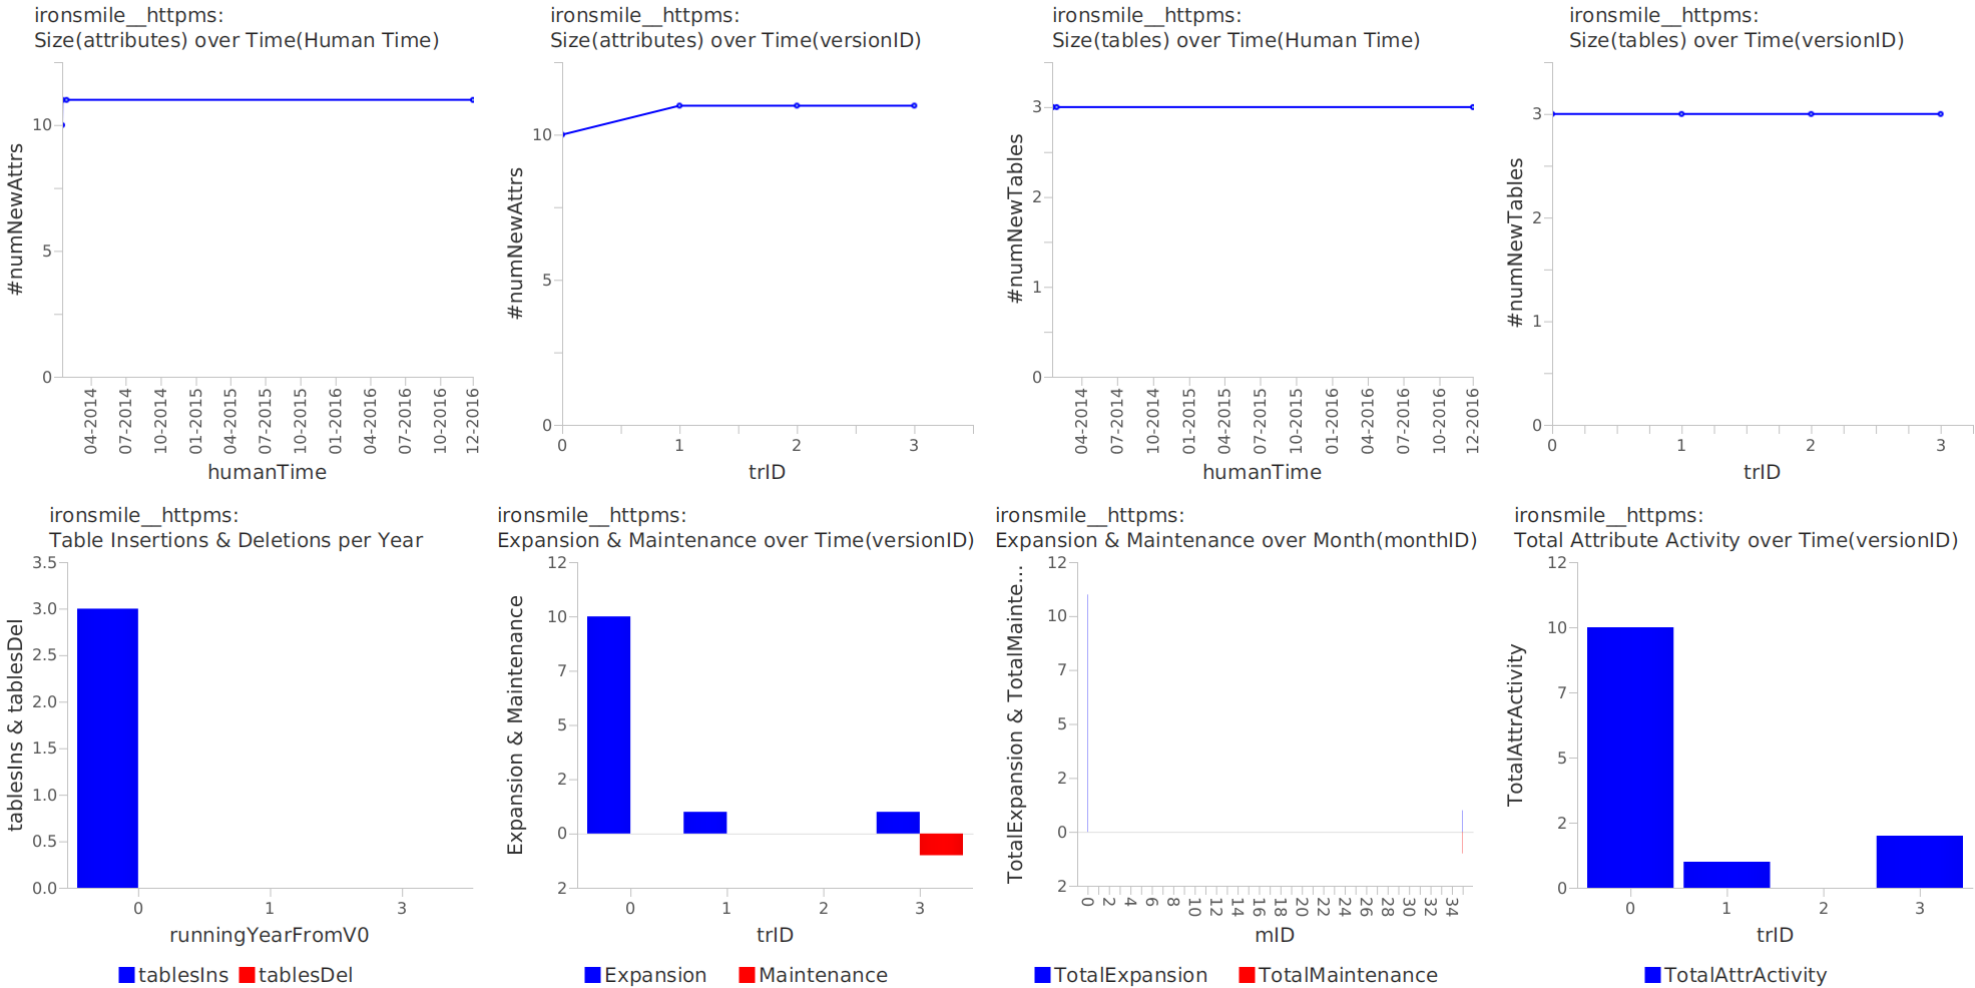 ironsmile__httpms:
Size(attributes) over Time(Human Time)
#numNewAttrs
10
5
0
04-2014
07-2014
10-2014
01-2015
04-2015
07-2015
10-2015
01-2016
04-2016
07-2016
10-2016
12-2016
humanTime
ironsmile__httpms:
Size(attributes) over Time(versionID)
#numNewAttrs
10
5
0
0 1 2 3
trID
ironsmile__httpms:
Size(tables) over Time(Human Time)
#numNewTables
3
2
1
0
04-2014
07-2014
10-2014
01-2015
04-2015
07-2015
10-2015
01-2016
04-2016
07-2016
10-2016
12-2016
humanTime
ironsmile__httpms:
Size(tables) over Time(versionID)
#numNewTables
3
2
1
0
0 1 2 3
trID
ironsmile__httpms:
Table Insertions & Deletions per Year
tablesIns & tablesDel
3.5
3.0
2.5
2.0
1.5
1.0
0.5
0.0
0 1 3
runningYearFromV0
tablesIns tablesDel
ironsmile__httpms:
Expansion & Maintenance over Time(versionID)
Expansion & Maintenance
12
10
7
5
2
0
2
0 1 2 3
trID
Expansion Maintenance
ironsmile__httpms:
Expansion & Maintenance over Month(monthID)
TotalExpansion & TotalMainte...
12
10
7
5
2
0
2
0 2 4 6 8 10 12 14 16 18 20 22 24 26 28 30 32 34
mID
TotalExpansion TotalMaintenance
ironsmile__httpms:
Total Attribute Activity over Time(versionID)
TotalAttrActivity
12
10
7
5
2
0
0 1 2 3
trID
TotalAttrActivity